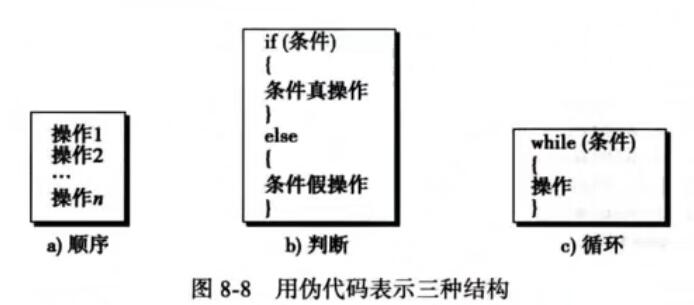 操作1
操作2
…
操作n
a) 顺序
if (条件)
{
条件真操作
}
else
{
条件假操作
}
b) 判断
while (条件)
{
操作
}
c) 循环
图 8-8 用伪代码表示三种结构